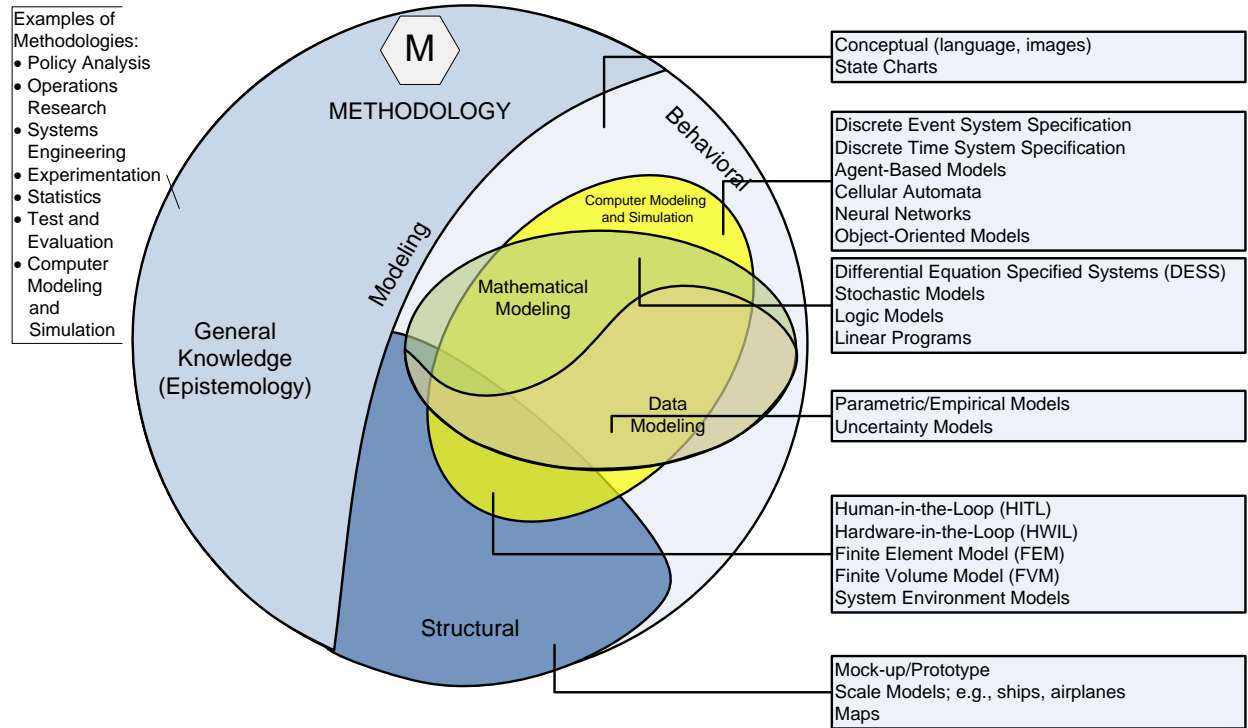 Examples of
Methodologies:
• Policy Analysis
• Operations
Research
• Systems
Engineering
• Experimentation
• Statistics
• Test and
Evaluation
• Computer
Modeling
and
Simulation
M
METHODOLOGY
General
Knowledge
(Epistemology)
Modeling
Behavioral
Computer Modeling
and Simulation
Mathematical
Modeling
Data
Modeling
Structural
Conceptual (language, images)
State Charts
Discrete Event System Specification
Discrete Time System Specification
Agent-Based Models
Cellular Automata
Neural Networks
Object-Oriented Models
Differential Equation Specified Systems (DESS)
Stochastic Models
Logic Models
Linear Programs
Parametric/Empirical Models
Uncertainty Models
Human-in-the-Loop (HITL)
Hardware-in-the-Loop (HWIL)
Finite Element Model (FEM)
Finite Volume Model (FVM)
System Environment Models
Mock-up/Prototype
Scale Models; e.g., ships, airplanes
Maps